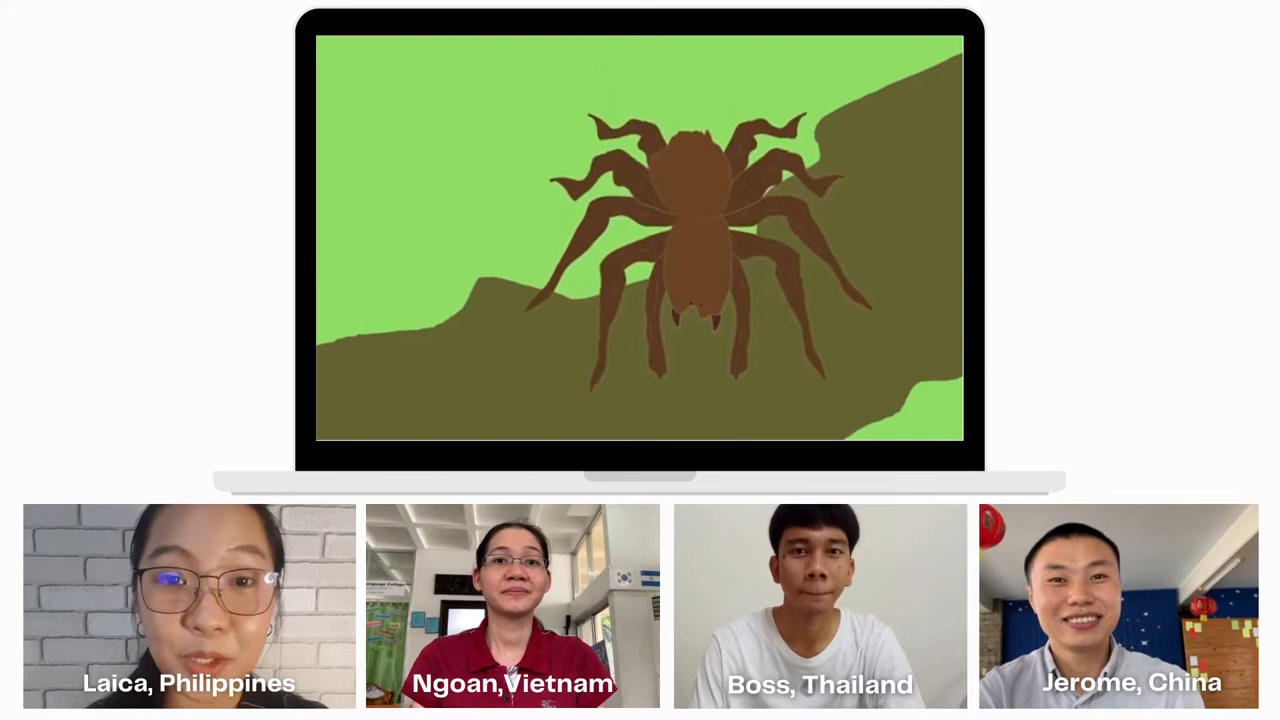 Laica, Philippines
Ngoan,Vietnam
Boss, Thailand
Jerome, China